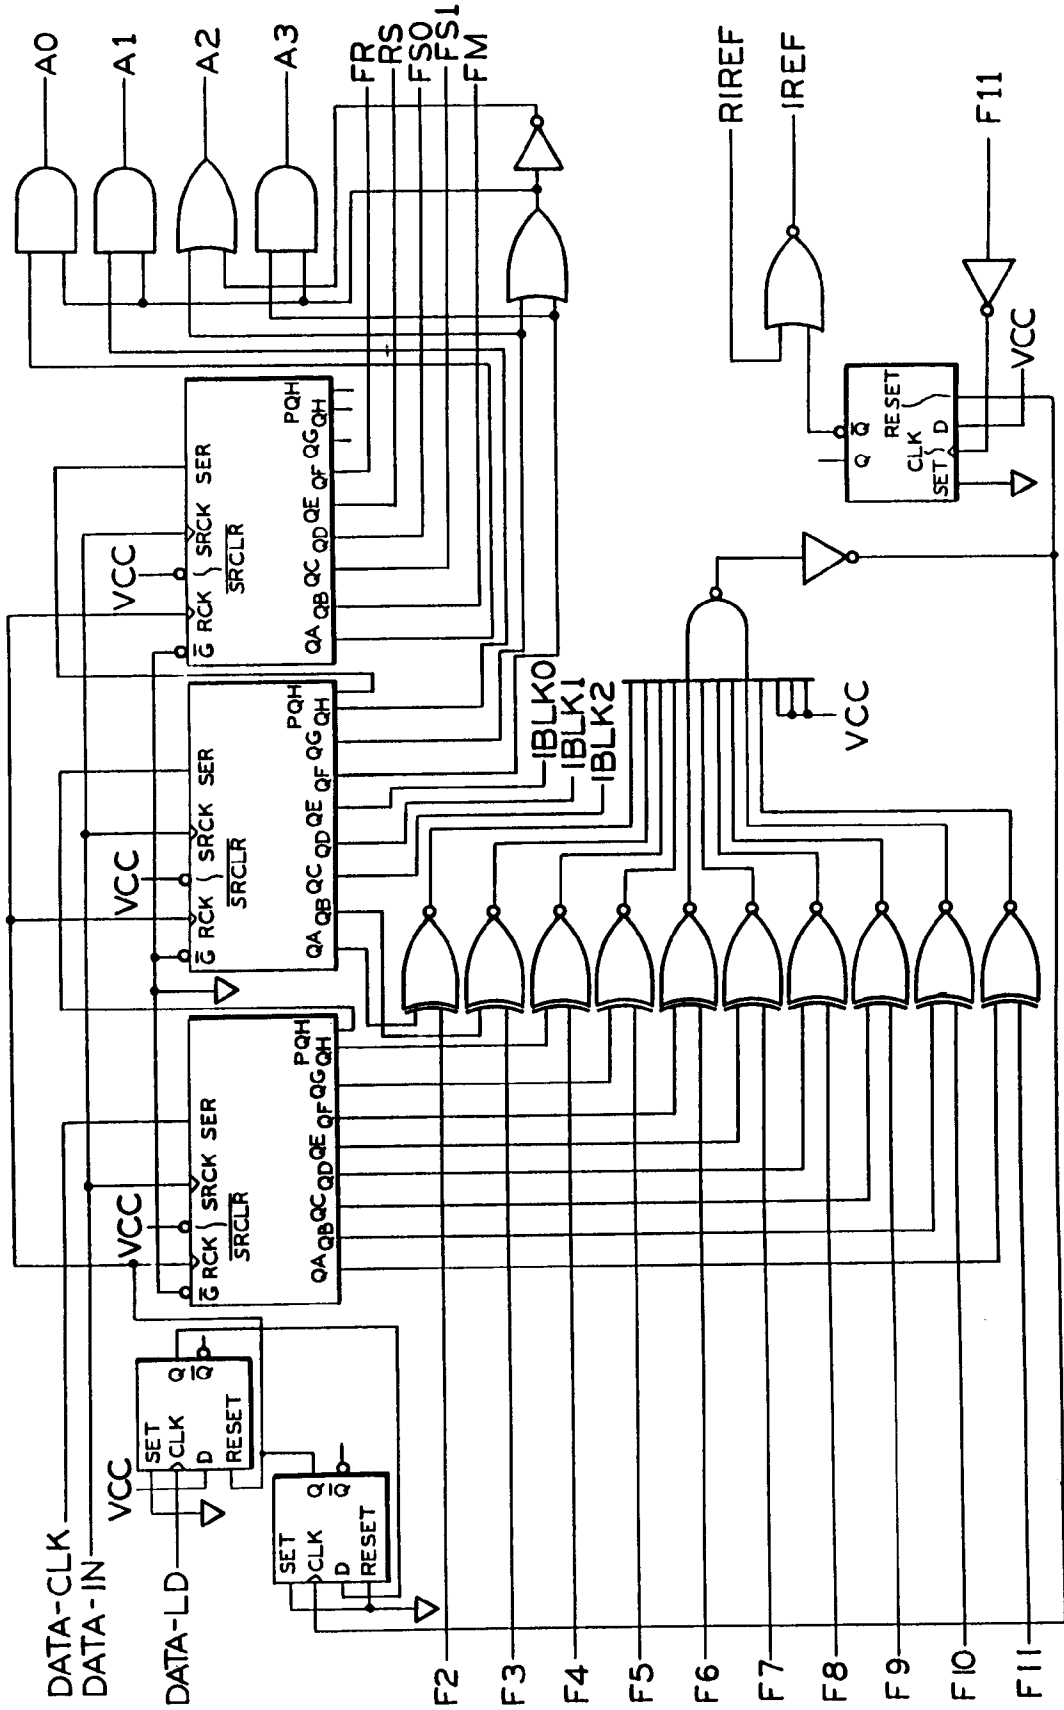 DATA-CLK
DATA-IN
DATA-LD
VCC
SET
CLK
D
RESET
Q
Q̅
SET
CLK
D
RESET
Q
Q̅
VCC
G̅ RCK SRCK SER
SRCLR
QA QB QC QD QE QF QG QH PQH
VCC
G̅ RCK SRCK SER
SRCLR
QA QB QC QD QE QF QG QH PQH
VCC
G̅ RCK SRCK SER
SRCLR
QA QB QC QD QE QF QG QH PQH
A0
A1
A2
A3
FR
RS
FS0
FS1
FM
IBLK0
IBLK1
IBLK2
VCC
RIREF
IREF
F11
VCC
Q
Q̅
SET
CLK
D
RESET
F2
F3
F4
F5
F6
F7
F8
F9
F10
F11